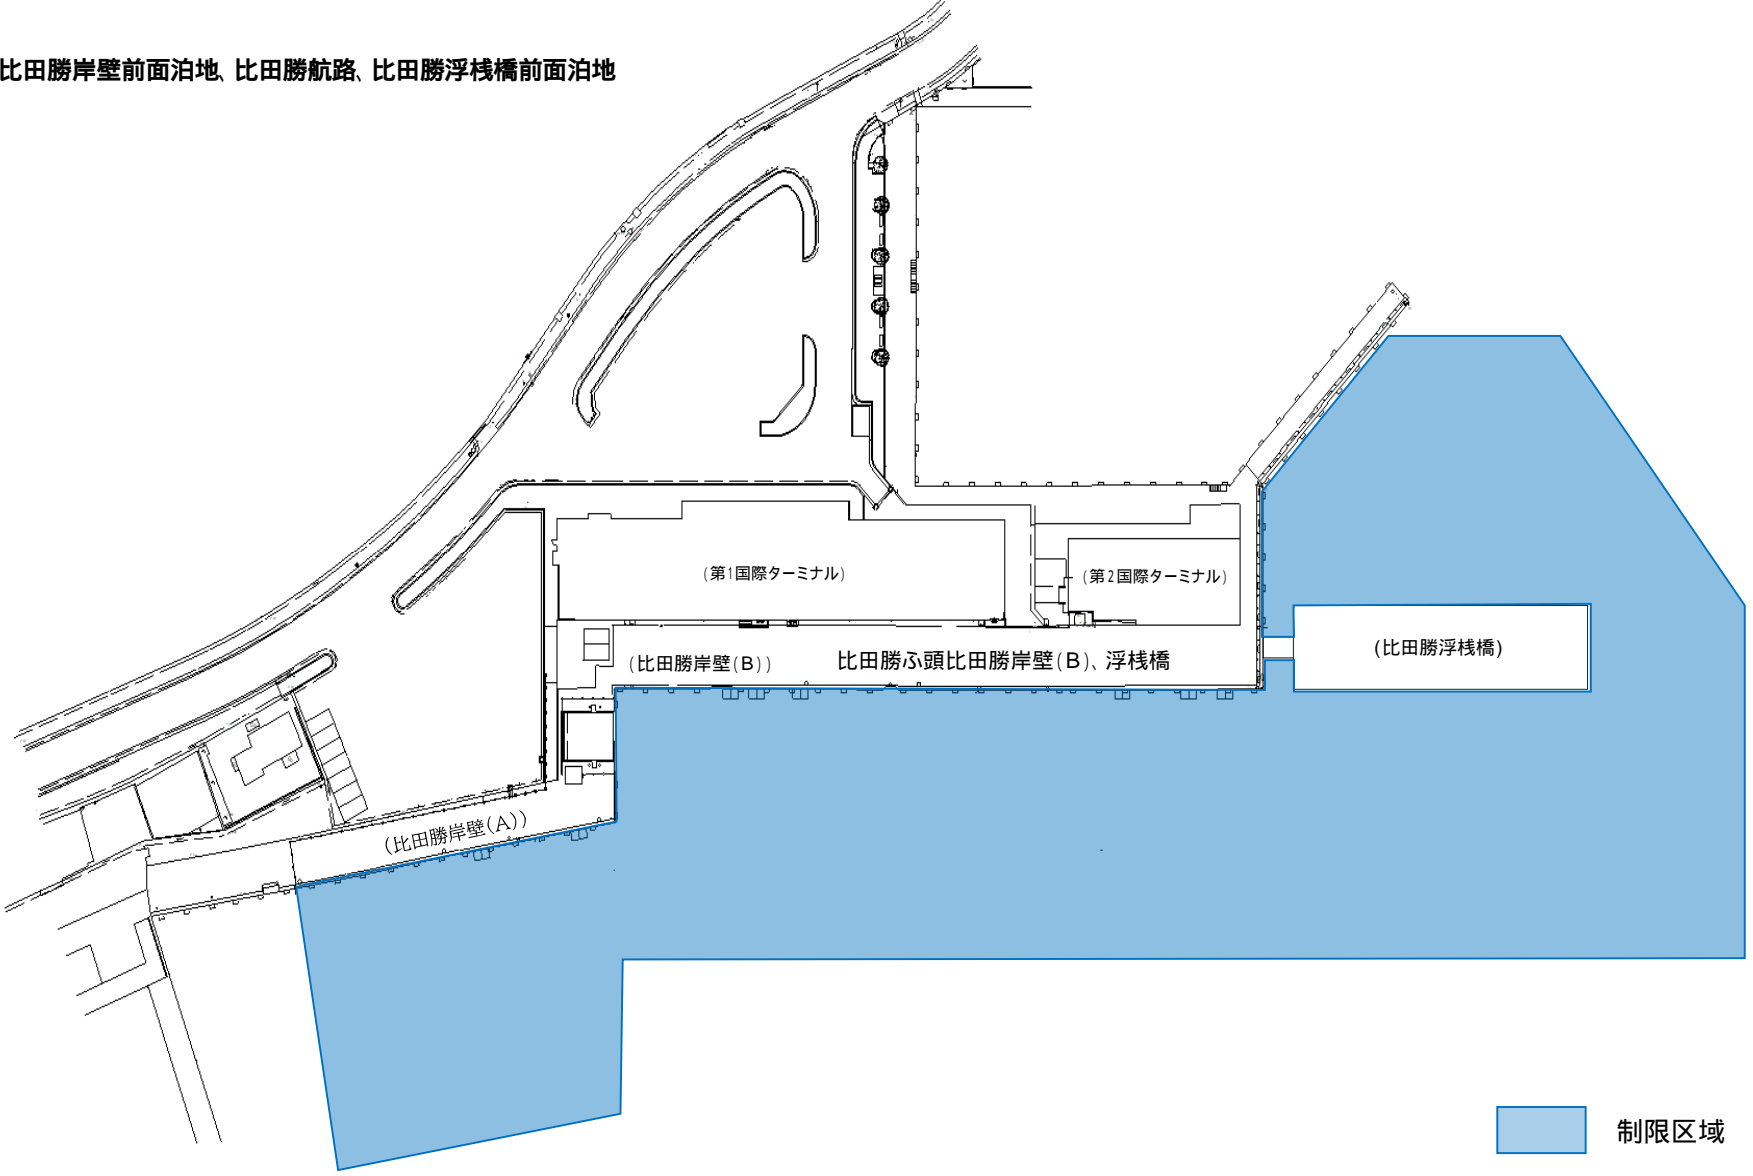 比田勝岸壁前面泊地、比田勝航路、比田勝浮桟橋前面泊地
(第1国際ターミナル)
(第2国際ターミナル)
(比田勝岸壁(B))
比田勝ふ頭比田勝岸壁(B)、浮桟橋
(比田勝浮桟橋)
(比田勝岸壁(A))
制限区域